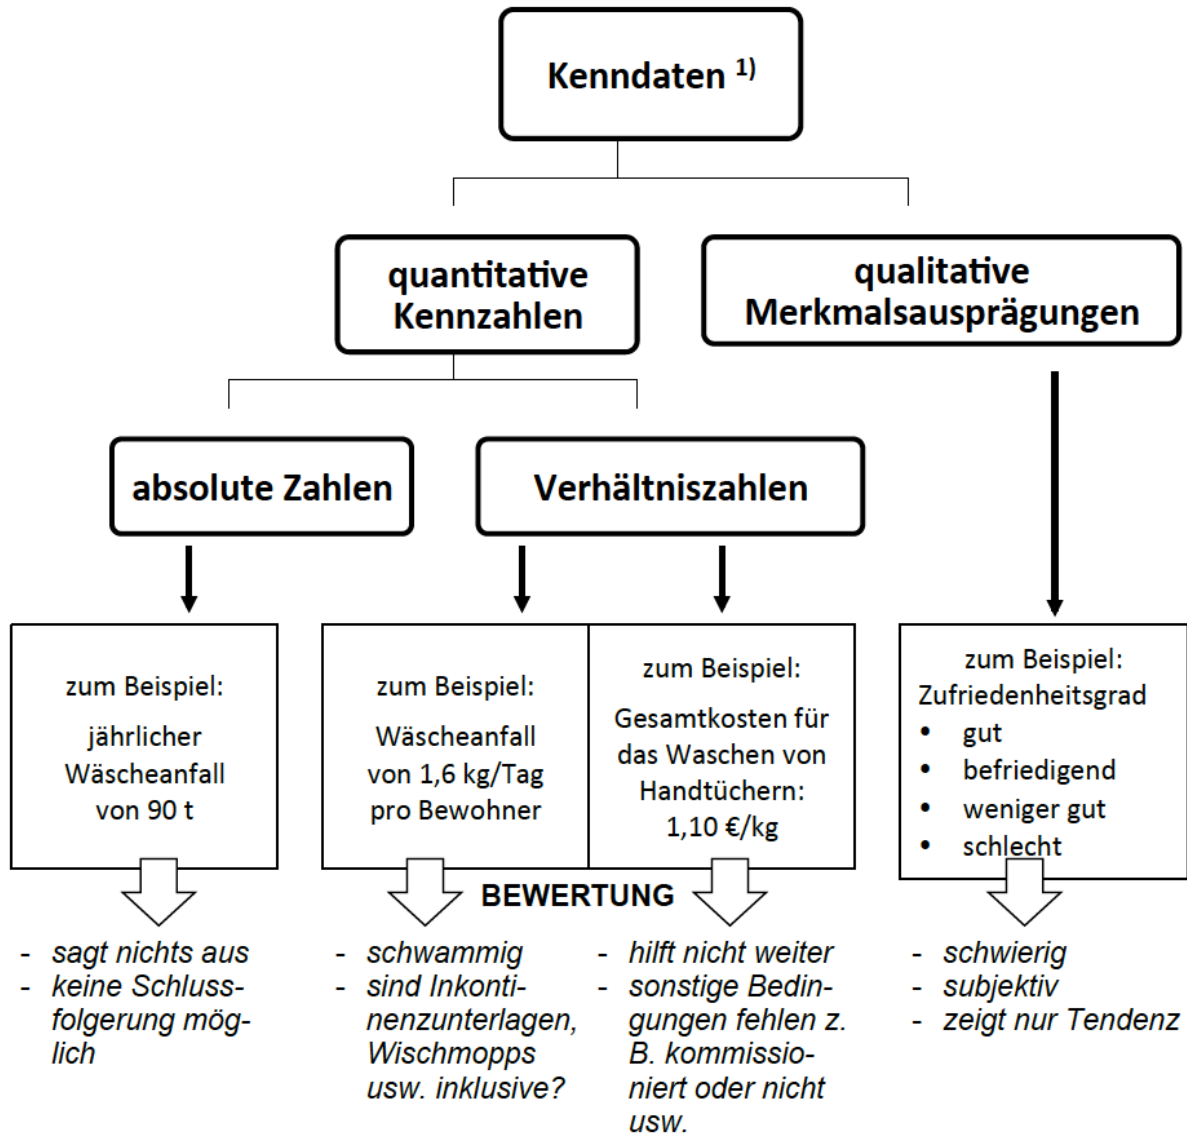 Kenndaten 1)
quantitative
Kennzahlen
qualitative
Merkmalsausprägungen
absolute Zahlen
Verhältniszahlen
zum Beispiel:
jährlicher
Wäscheanfall
von 90 t
zum Beispiel:
Wäscheanfall
von 1,6 kg/Tag
pro Bewohner
zum Beispiel:
Gesamtkosten für
das Waschen von
Handtüchern:
1,10 €/kg
zum Beispiel:
Zufriedenheitsgrad
• gut
• befriedigend
• weniger gut
• schlecht
BEWERTUNG
- sagt nichts aus
- keine Schluss-
folgerung mög-
lich
- schwammig
- sind Inkonti-
nenzunterlagen,
Wischmopps
usw. inklusive?
- hilft nicht weiter
- sonstige Bedin-
gungen fehlen z.
B. kommissio-
niert oder nicht
usw.
- schwierig
- subjektiv
- zeigt nur Tendenz